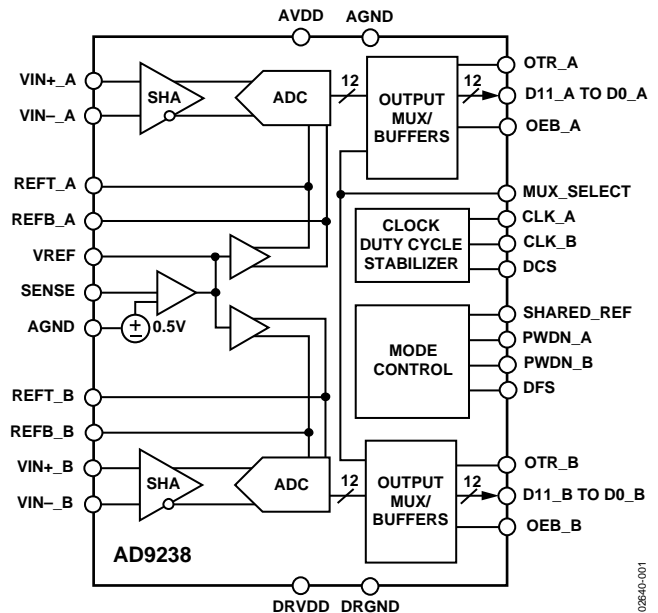 AVDD AGND
VIN+_A
SHA
ADC
12
OUTPUT
MUX/
BUFFERS
OTR_A
12
D11_A TO D0_A
VIN–_A
OEB_A
REFT_A
MUX_SELECT
REFB_A
CLOCK
DUTY CYCLE
STABILIZER
CLK_A
CLK_B
DCS
VREF
SENSE
AGND
0.5V
MODE
CONTROL
SHARED_REF
PWDN_A
PWDN_B
DFS
REFT_B
REFB_B
VIN+_B
SHA
ADC
12
OUTPUT
MUX/
BUFFERS
OTR_B
12
D11_B TO D0_B
VIN–_B
OEB_B
AD9238
DRVDD DRGND
02640-001